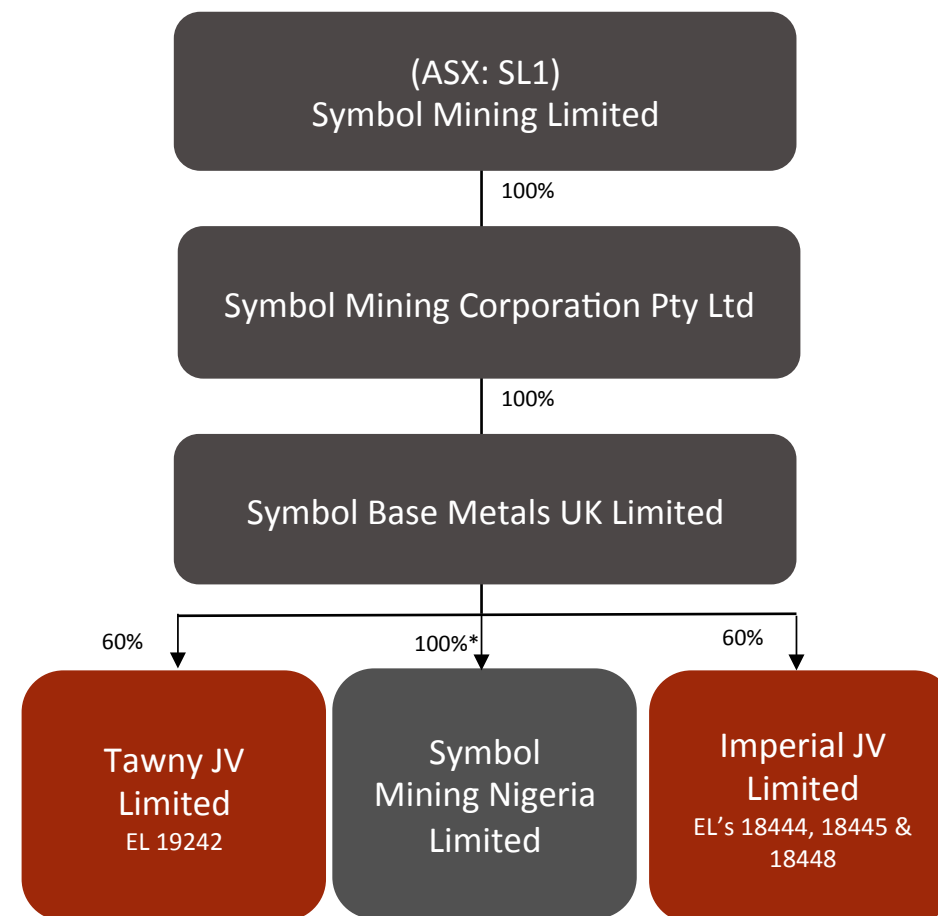 (ASX: SL1)
Symbol Mining Limited
100%
Symbol Mining Corporation Pty Ltd
100%
Symbol Base Metals UK Limited
60%
100%*
60%
Tawny JV
Limited
EL 19242
Symbol
Mining Nigeria
Limited
Imperial JV
Limited
EL’s 18444, 18445 &
18448